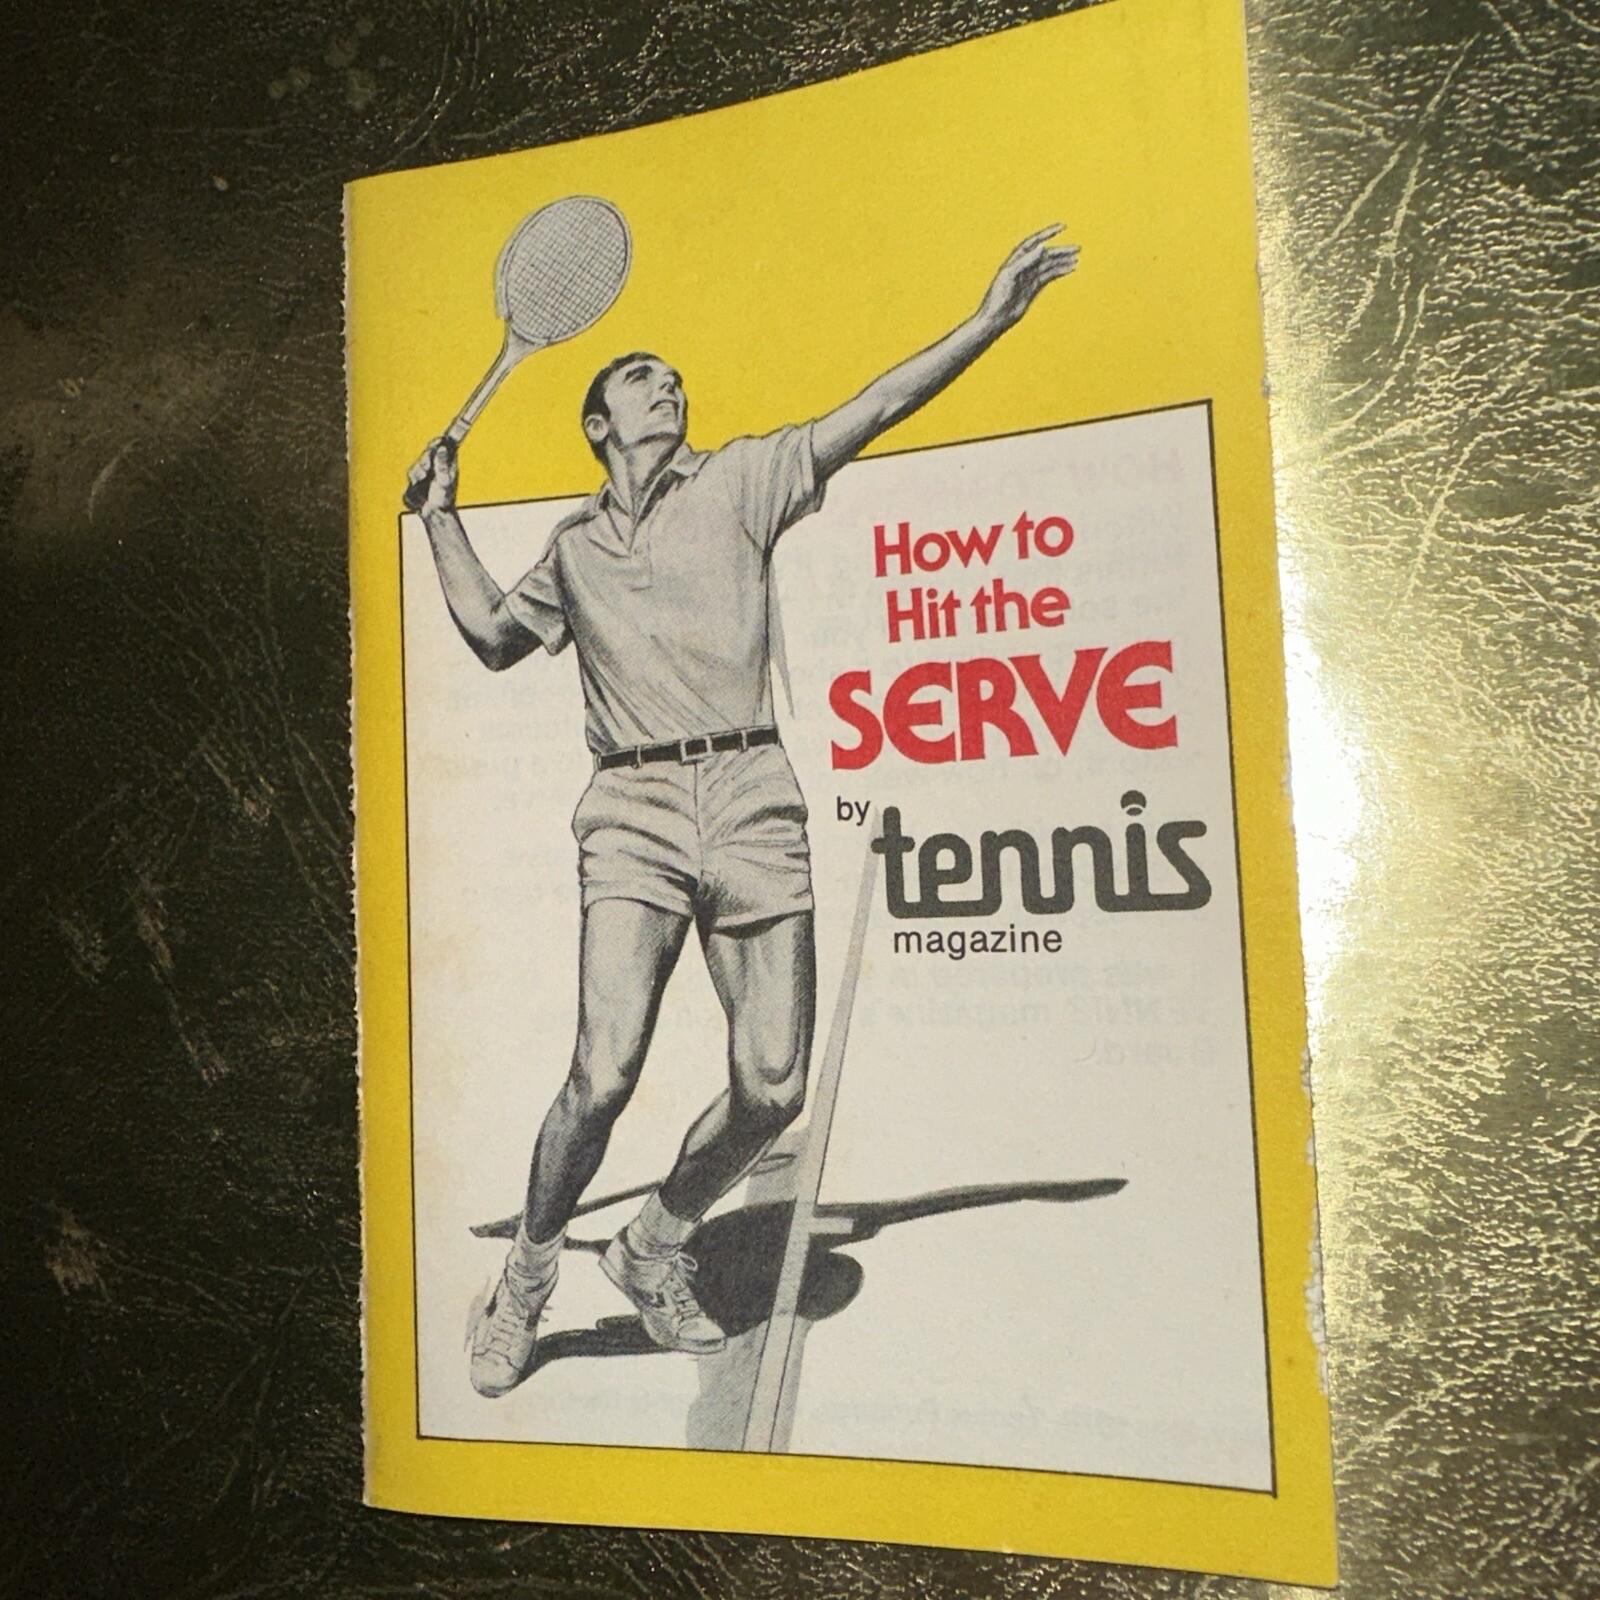 How to
Hit the
SERVE
by tennis
magazine